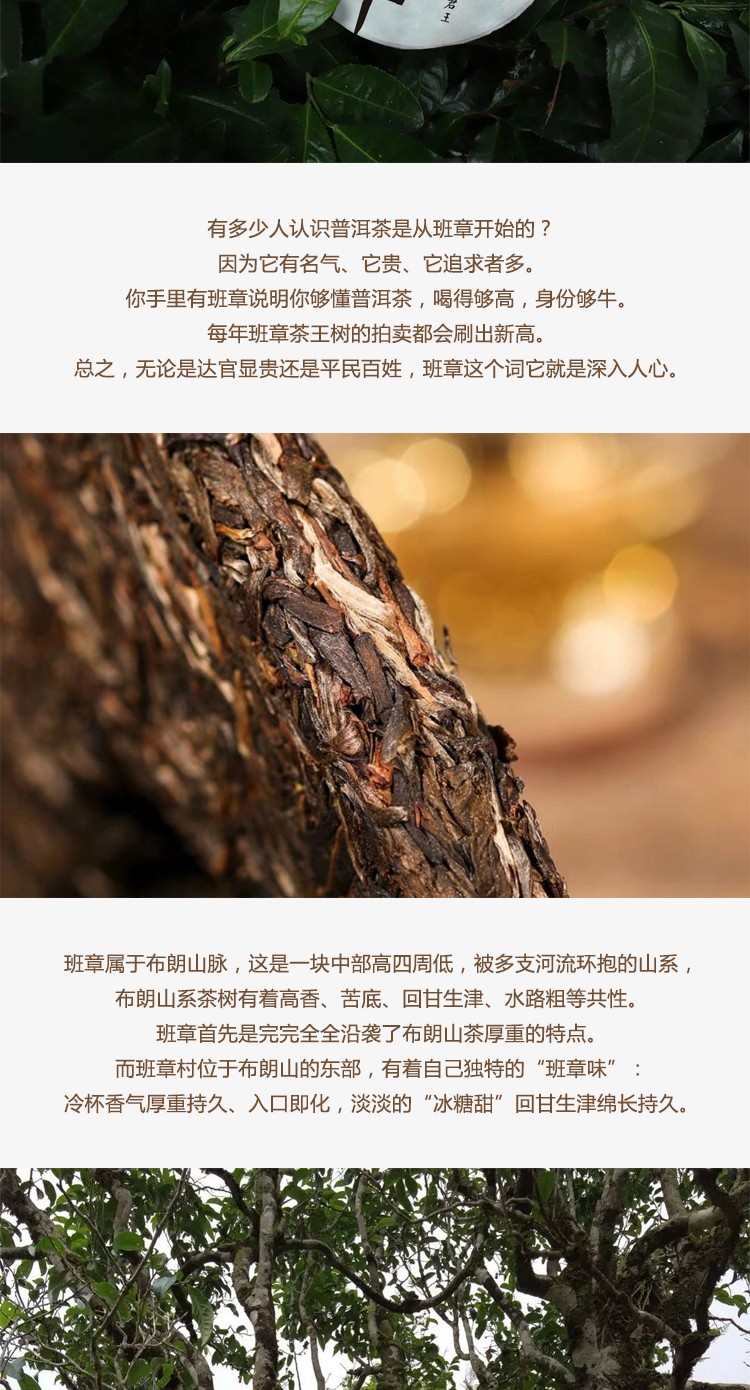 君
王
有多少人认识普洱茶是从班章开始的？
因为它有名气、它贵、它追求者多。
你手里有班章说明你够懂普洱茶，喝得够高，身份够牛。
每年班章茶王树的拍卖都会刷出新高。
总之，无论是达官显贵还是平民百姓，班章这个词它就是深入人心。
班章属于布朗山脉，这是一块中部高四周低，被多支河流环抱的山系，
布朗山系茶树有着高香、苦底、回甘生津、水路粗等共性。
班章首先是完完全全沿袭了布朗山茶厚重的特点。
而班章村位于布朗山的东部，有着自己独特的“班章味”：
冷杯香气厚重持久、入口即化，淡淡的“冰糖甜”回甘生津绵长持久。